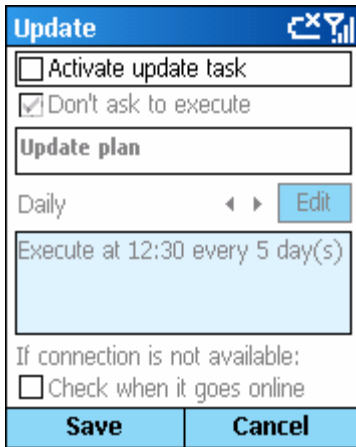 Update
Activate update task
Don't ask to execute
Update plan
Daily Edit
Execute at 12:30 every 5 day(s)
If connection is not available:
Check when it goes online
Save Cancel